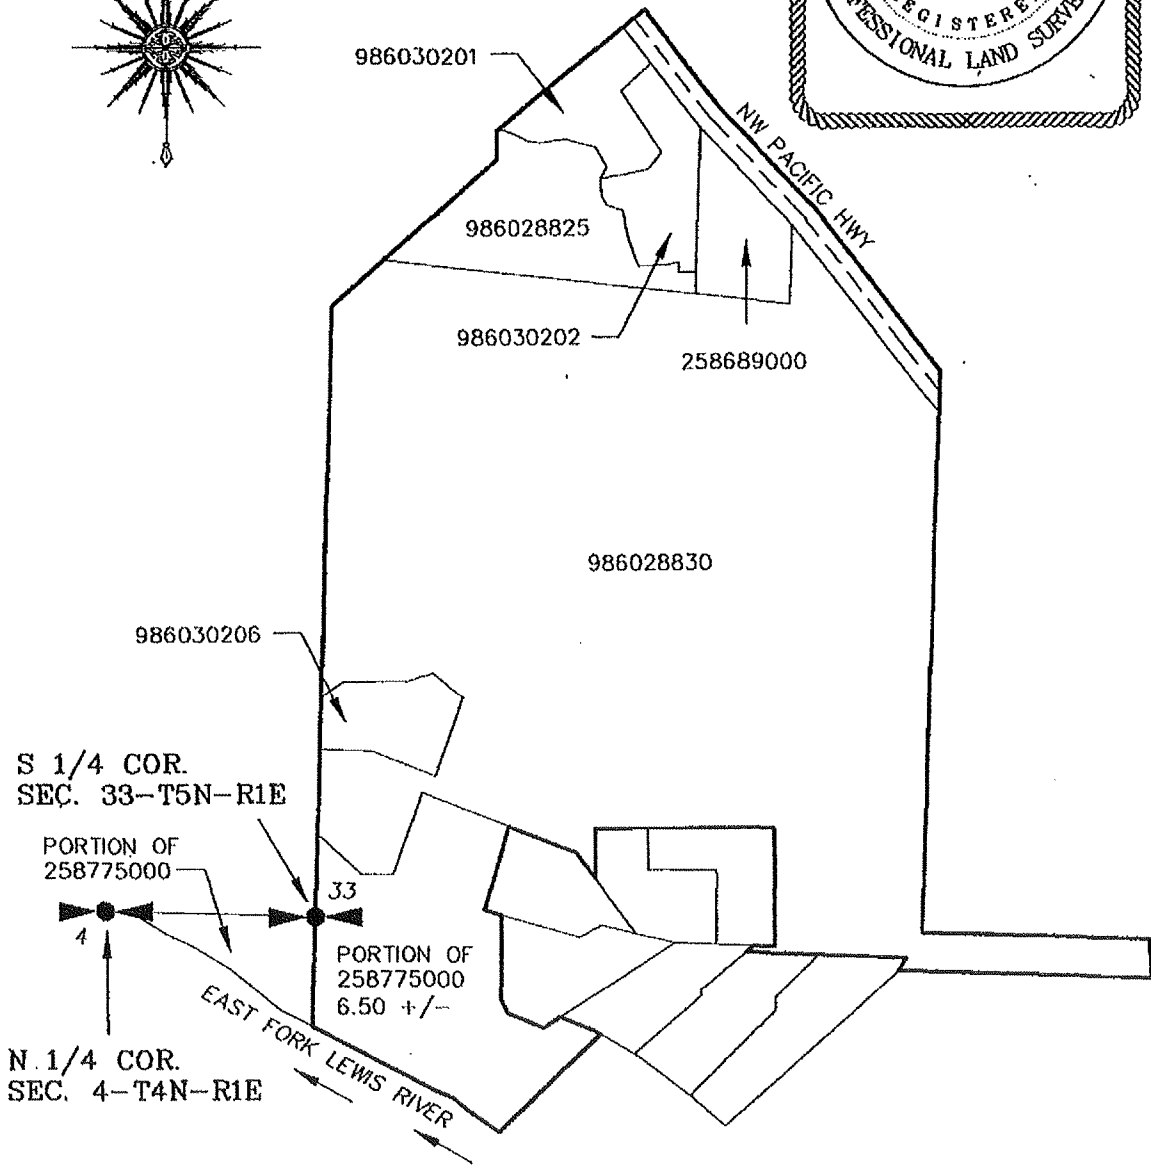 REGISTERE
FESSIONAL LAND SURVE
986030201
NW PACIFIC HWY
986028825
986030202
258689000
986028830
986030206
S 1/4 COR.
SEC. 33-T5N-R1E
PORTION OF
258775000
33
4
PORTION OF
258775000
6.50 +/-
EAST FORK LEWIS RIVER
N 1/4 COR.
SEC. 4-T4N-R1E